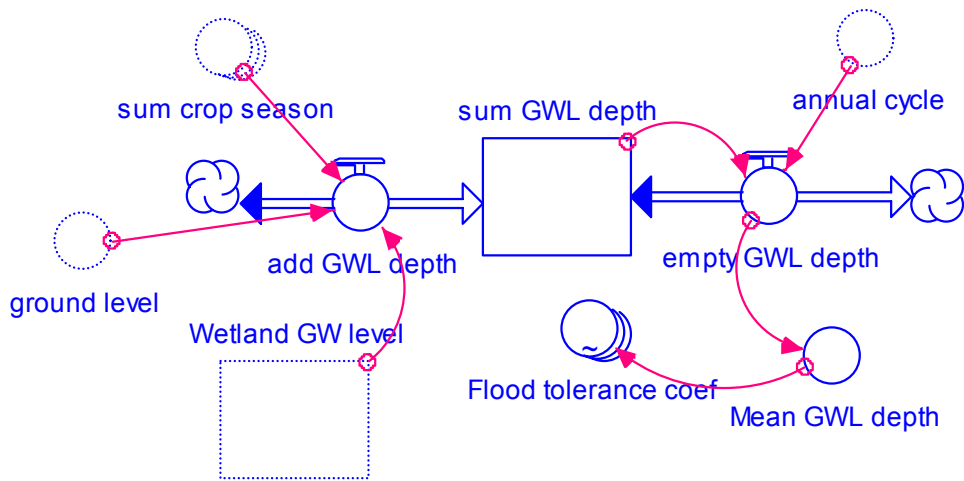 sum crop season
sum GWL depth
annual cycle
add GWL depth
empty GWL depth
ground level
Wetland GW level
~
Flood tolerance coef
Mean GWL depth